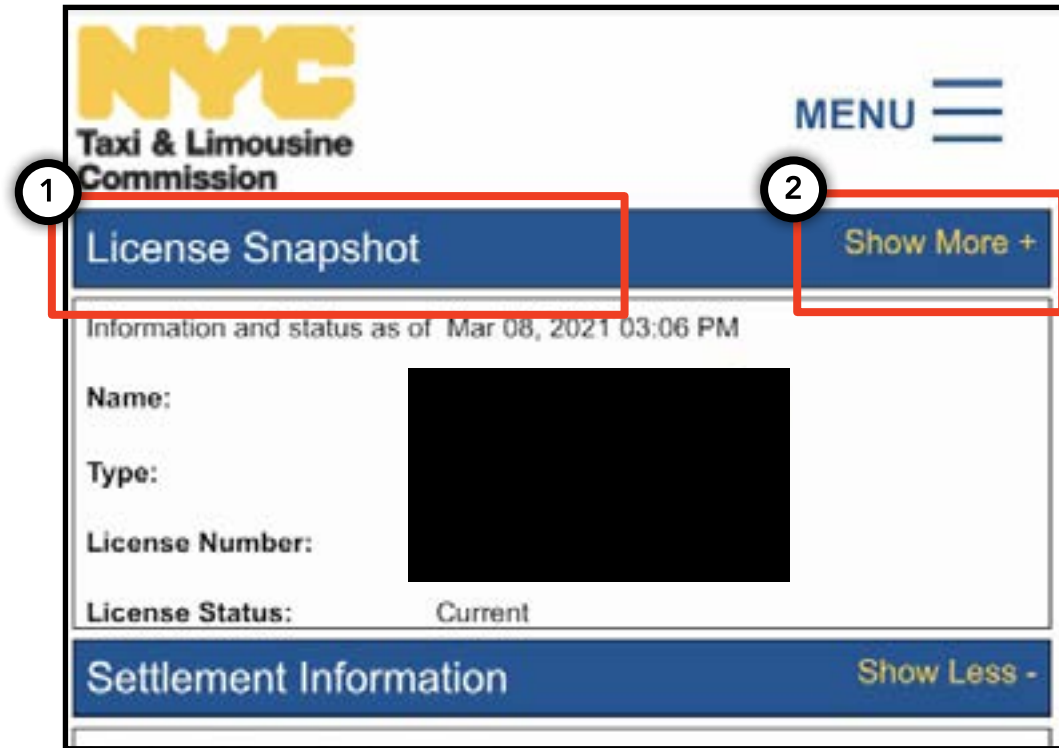 NYC
Taxi & Limousine
Commission
MENU
1
2
License Snapshot Show More +
Information and status as of Mar 08, 2021 03:06 PM
Name:
Type:
License Number:
License Status: Current
Settlement Information Show Less -